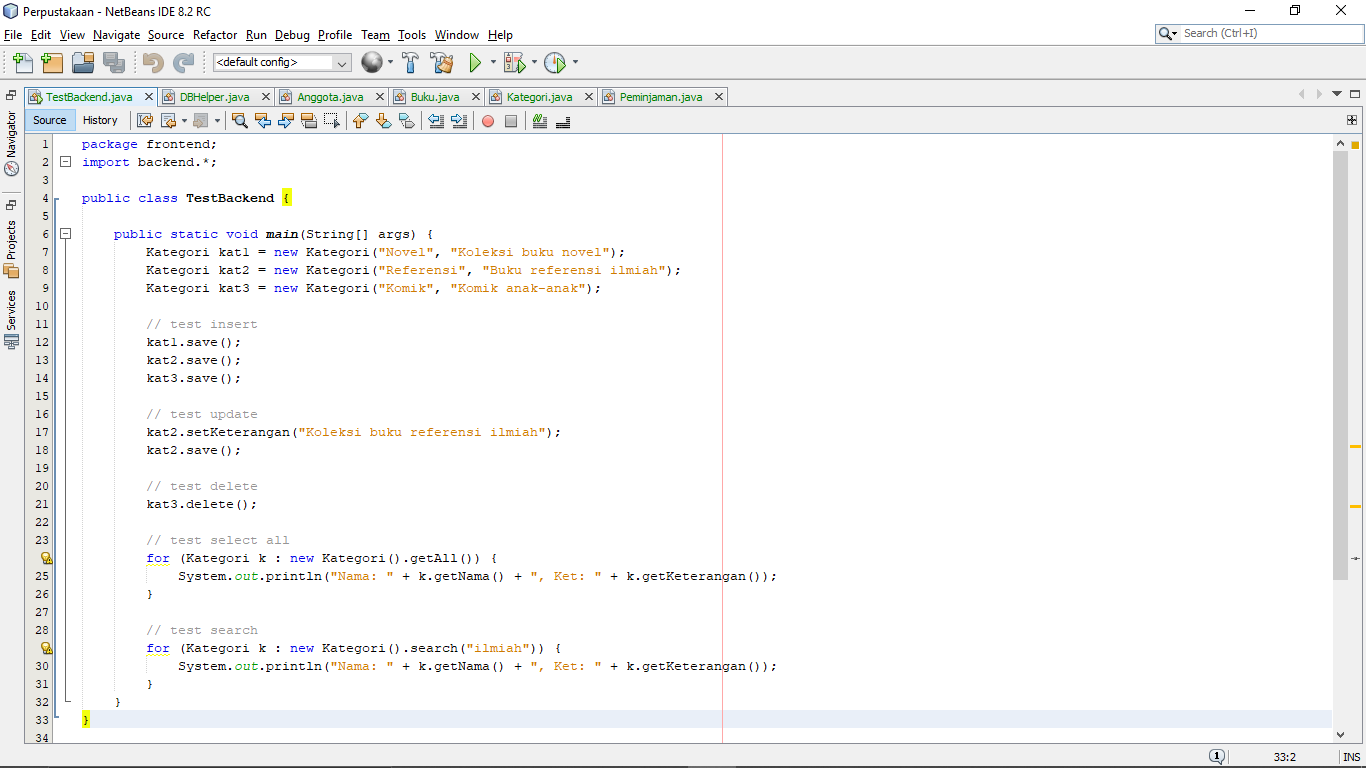 Perpustakaan - NetBeans IDE 8.2 RC
File Edit View Navigate Source Refactor Run Debug Profile Team Tools Window Help
Search (Ctrl+I)
<default config>
TestBackend.java DBHelper.java Anggota.java Buku.java Kategori.java Peminjaman.java
Source History
Navigator
Projects
Services
1 package frontend;
2 import backend.*;
3
4 public class TestBackend {
5
6 public static void main(String[] args) {
7 Kategori kat1 = new Kategori("Novel", "Koleksi buku novel");
8 Kategori kat2 = new Kategori("Referensi", "Buku referensi ilmiah");
9 Kategori kat3 = new Kategori("Komik", "Komik anak-anak");
10
11 // test insert
12 kat1.save();
13 kat2.save();
14 kat3.save();
15
16 // test update
17 kat2.setKeterangan("Koleksi buku referensi ilmiah");
18 kat2.save();
19
20 // test delete
21 kat3.delete();
22
23 // test select all
for (Kategori k : new Kategori().getAll()) {
25 System.out.println("Nama: " + k.getNama() + ", Ket: " + k.getKeterangan());
26 }
27
28 // test search
for (Kategori k : new Kategori().search("ilmiah")) {
30 System.out.println("Nama: " + k.getNama() + ", Ket: " + k.getKeterangan());
31 }
32 }
33 }
34
1 33:2 INS